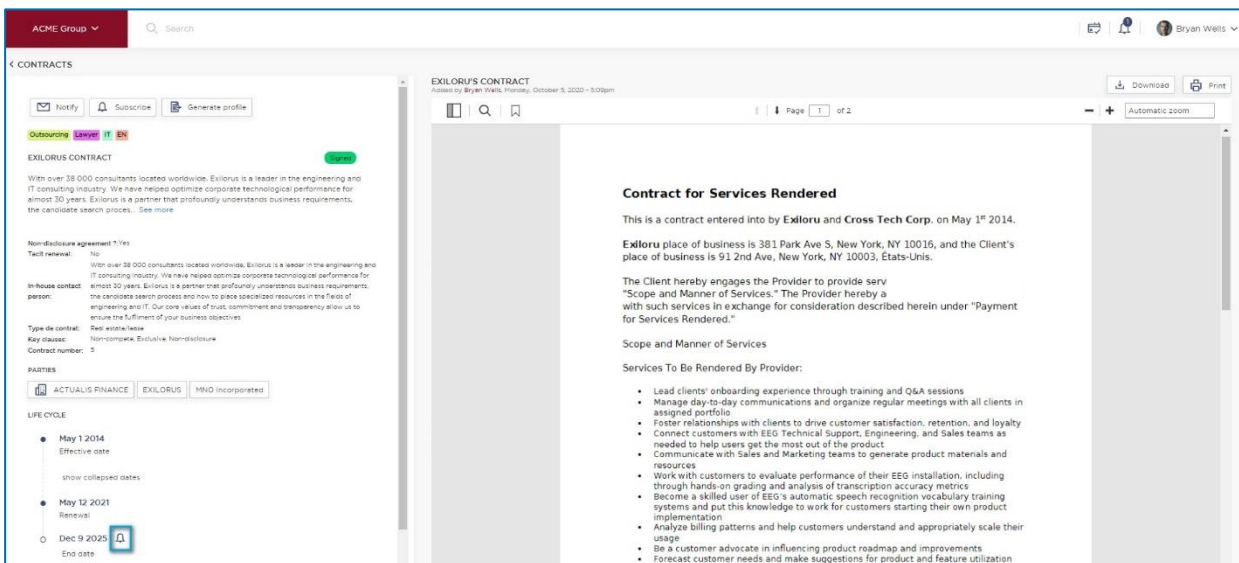 ACME Group
Search
1
Bryan Wells
CONTRACTS
Notify
Subscribe
Generate profile
Outsourcing Lawyer IT EN
EXILORUS CONTRACT
Signed
With over 38 000 consultants located worldwide, Exilorus is a leader in the engineering and
IT consulting industry. We have helped optimize corporate technological performance for
almost 30 years. Exilorus is a partner that profoundly understands business requirements,
the candidate search proces... See more
Non-disclosure agreement ?: Yes
Tacit renewal: No
With over 38 000 consultants located worldwide, Exilorus is a leader in the engineering and
IT consulting industry. We have helped optimize corporate technological performance for
In-house contact almost 30 years. Exilorus is a partner that profoundly understands business requirements,
person: the candidate search process and how to place specialized resources in the fields of
engineering and IT. Our core values of trust, commitment and transparency allow us to
ensure the fulfilment of your business objectives
Type de contrat: Real estate/lease
Key clauses: Non-compete, Exclusive, Non-disclosure
Contract number: 5
PARTIES
ACTUALIS FINANCE
EXILORUS
MNO Incorporated
LIFE CYCLE
May 1 2014
Effective date
show collapsed dates
May 12 2021
Renewal
Dec 9 2025
End date
EXILORU'S CONTRACT
Added by Bryan Wells, Monday, October 5, 2020 - 5:09pm
Download
Print
Page 1 of 2
Automatic zoom
Contract for Services Rendered
This is a contract entered into by Exiloru and Cross Tech Corp. on May 1st 2014.
Exiloru place of business is 381 Park Ave S, New York, NY 10016, and the Client's
place of business is 91 2nd Ave, New York, NY 10003, États-Unis.
The Client hereby engages the Provider to provide serv
"Scope and Manner of Services." The Provider hereby a
with such services in exchange for consideration described herein under "Payment
for Services Rendered."
Scope and Manner of Services
Services To Be Rendered By Provider:
• Lead clients' onboarding experience through training and Q&A sessions
• Manage day-to-day communications and organize regular meetings with all clients in
assigned portfolio
• Foster relationships with clients to drive customer satisfaction, retention, and loyalty
• Connect customers with EEG Technical Support, Engineering, and Sales teams as
needed to help users get the most out of the product
• Communicate with Sales and Marketing teams to generate product materials and
resources
• Work with customers to evaluate performance of their EEG installation, including
through hands-on grading and analysis of transcription accuracy metrics
• Become a skilled user of EEG's automatic speech recognition vocabulary training
systems and put this knowledge to work for customers starting their own product
implementation
• Analyze billing patterns and help customers understand and appropriately scale their
usage
• Be a customer advocate in influencing product roadmap and improvements
• Forecast customer needs and make suggestions for product and feature utilization